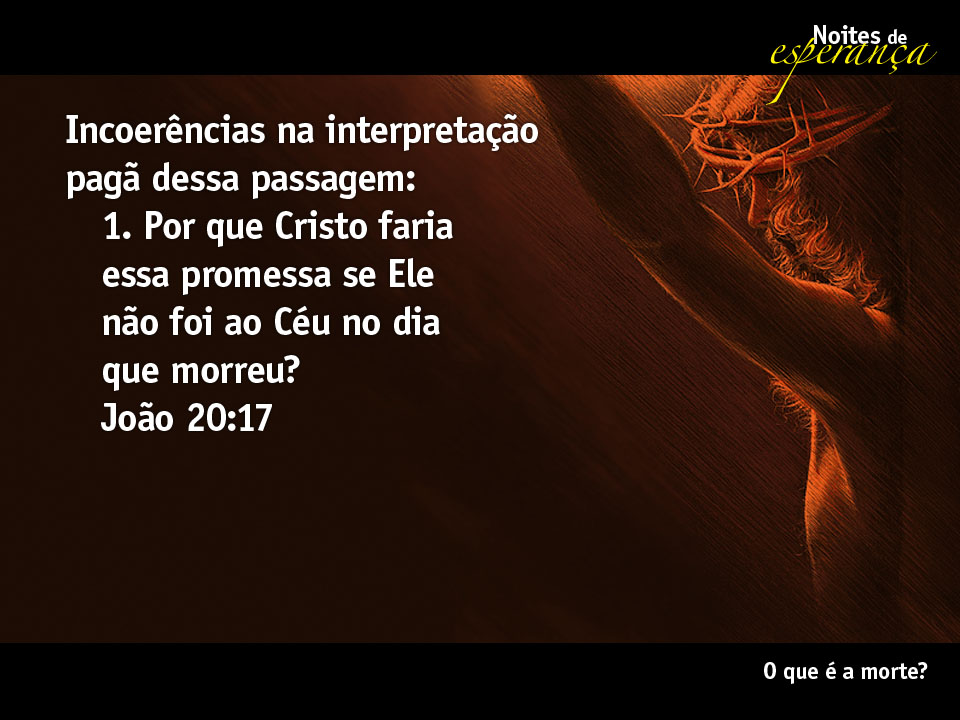 Noites de
esperança
Incoerências na interpretação
pagã dessa passagem:
1. Por que Cristo faria
essa promessa se Ele
não foi ao Céu no dia
que morreu?
João 20:17
O que é a morte?